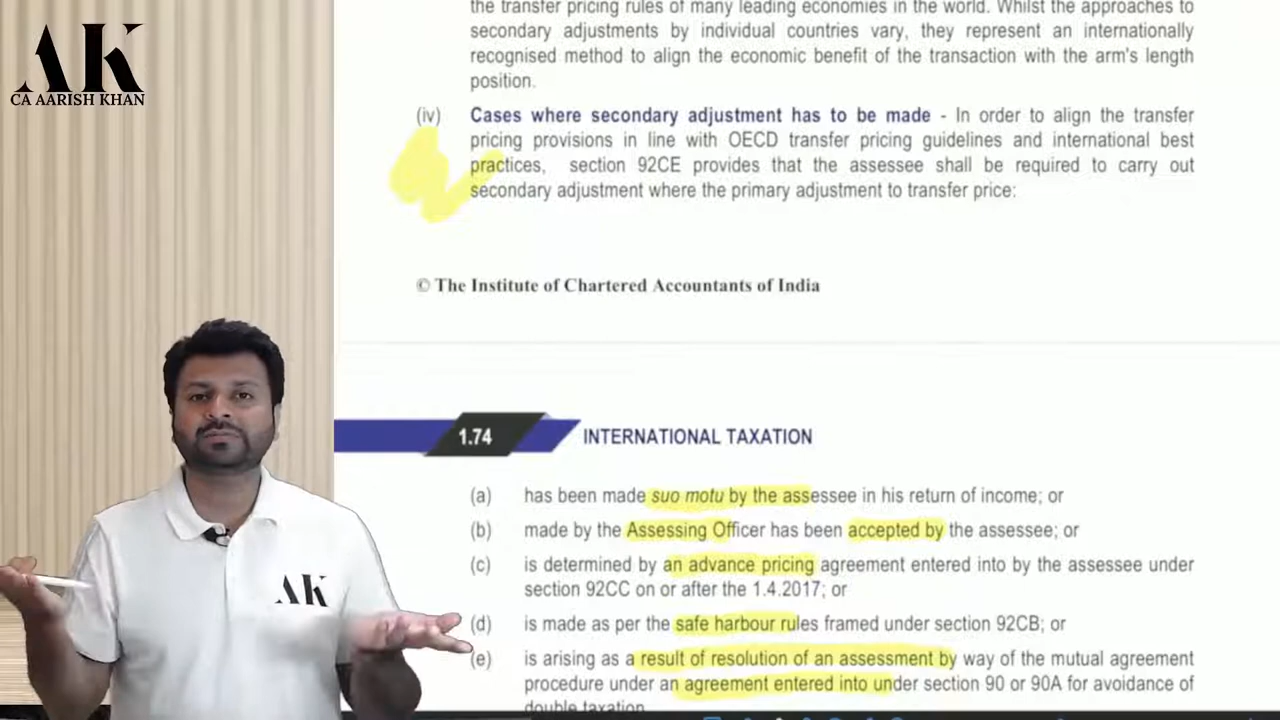 AK
CA AARISH KHAN
the transfer pricing rules of many leading economies in the world. Whilst the approaches to
secondary adjustments by individual countries vary, they represent an internationally
recognised method to align the economic benefit of the transaction with the arm's length
position.
(iv) Cases where secondary adjustment has to be made - In order to align the transfer
pricing provisions in line with OECD transfer pricing guidelines and international best
practices, section 92CE provides that the assessee shall be required to carry out
secondary adjustment where the primary adjustment to transfer price:
© The Institute of Chartered Accountants of India
1.74 INTERNATIONAL TAXATION
(a) has been made suo motu by the assessee in his return of income; or
(b) made by the Assessing Officer has been accepted by the assessee; or
(c) is determined by an advance pricing agreement entered into by the assessee under
section 92CC on or after the 1.4.2017; or
(d) is made as per the safe harbour rules framed under section 92CB; or
(e) is arising as a result of resolution of an assessment by way of the mutual agreement
procedure under an agreement entered into under section 90 or 90A for avoidance of
double taxation
AK